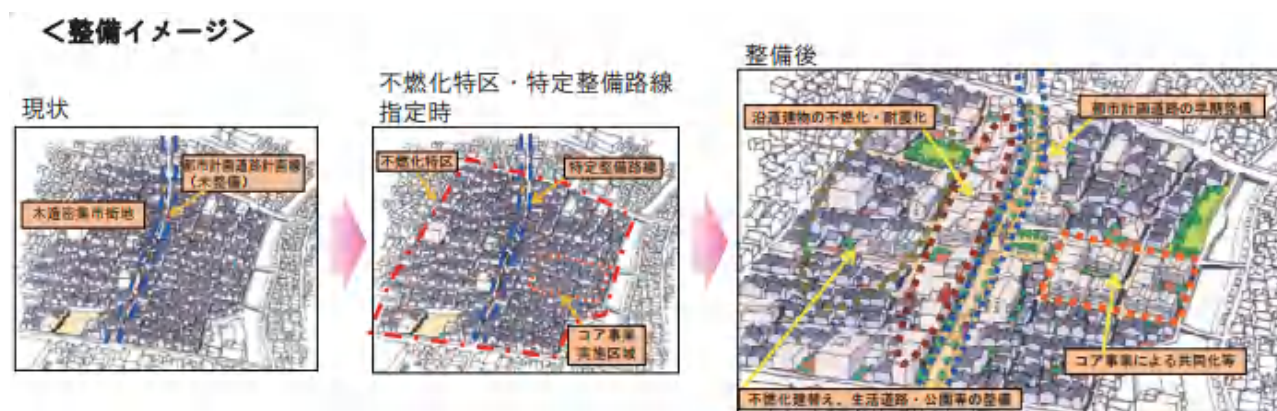 ＜整備イメージ＞
現状
都市計画道路計画線
（未整備）
木造密集市街地
不燃化特区・特定整備路線
指定時
不燃化特区
特定整備路線
コア事業
実施区域
整備後
沿道建物の不燃化・耐震化
都市計画道路の早期整備
コア事業による共同化等
不燃化建替え、生活道路・公園等の整備